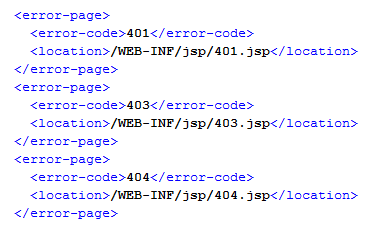 <error-page>
  <error-code>401</error-code>
  <location>/WEB-INF/jsp/401.jsp</location>
</error-page>
<error-page>
  <error-code>403</error-code>
  <location>/WEB-INF/jsp/403.jsp</location>
</error-page>
<error-page>
  <error-code>404</error-code>
  <location>/WEB-INF/jsp/404.jsp</location>
</error-page>